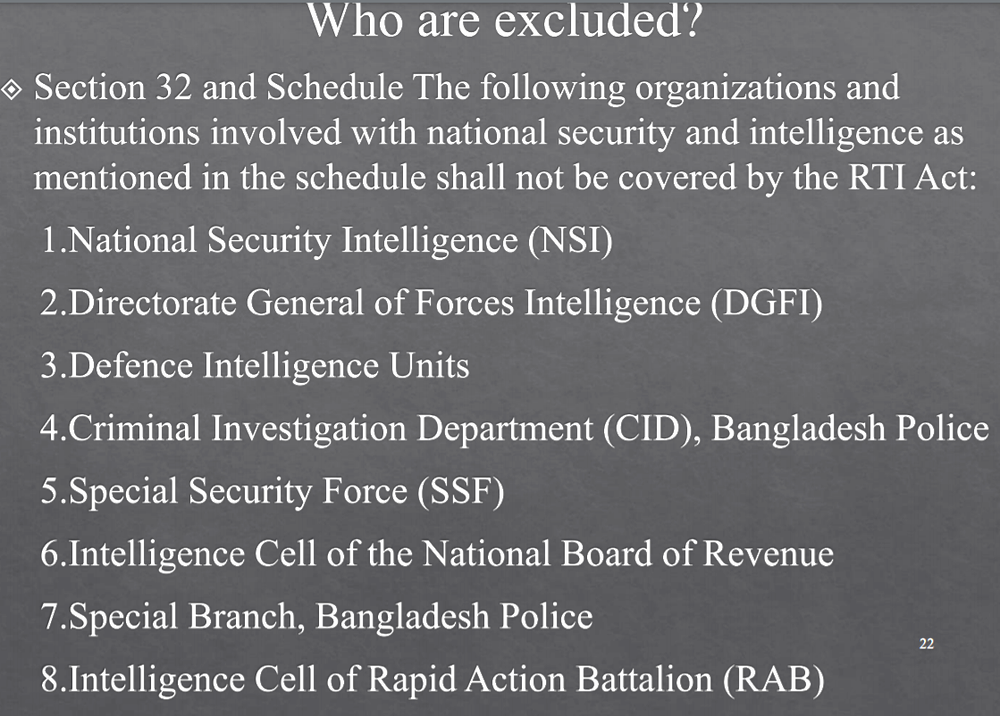 Who are excluded?
Section 32 and Schedule The following organizations and
institutions involved with national security and intelligence as
mentioned in the schedule shall not be covered by the RTI Act:
1.National Security Intelligence (NSI)
2.Directorate General of Forces Intelligence (DGFI)
3.Defence Intelligence Units
4.Criminal Investigation Department (CID), Bangladesh Police
5.Special Security Force (SSF)
6.Intelligence Cell of the National Board of Revenue
7.Special Branch, Bangladesh Police
22
8.Intelligence Cell of Rapid Action Battalion (RAB)